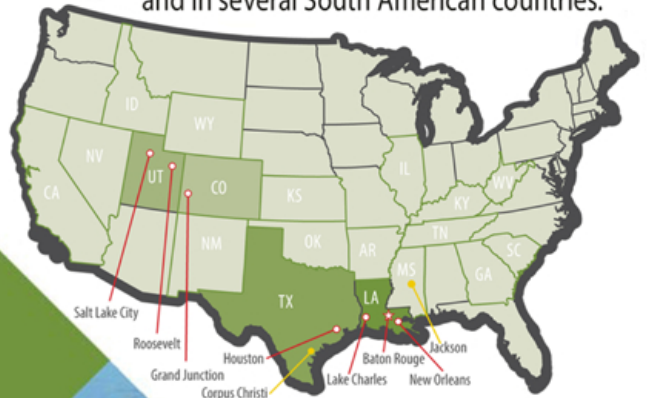 and in several South American countries.
ID
WY
NV
UT
CO
CA
IL
WV
KS
KY
NM
OK
AR
TN
SC
MS
GA
TX
LA
Salt Lake City
Roosevelt
Grand Junction
Houston
Corpus Christi
Lake Charles
Baton Rouge
New Orleans
Jackson